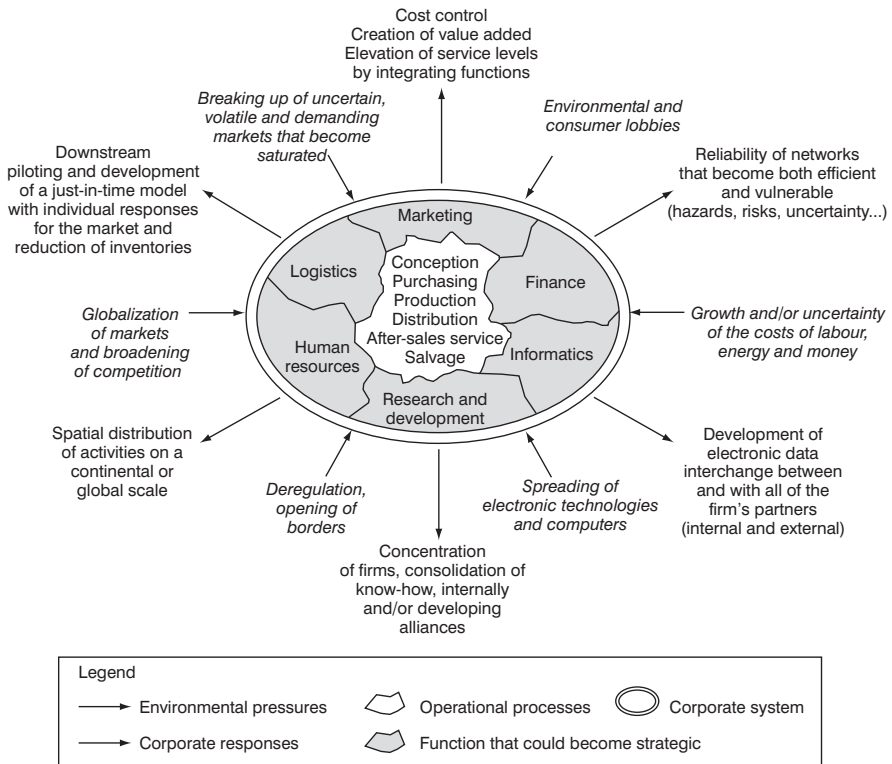 Cost control
Creation of value added
Elevation of service levels
by integrating functions
Breaking up of uncertain,
volatile and demanding
markets that become
saturated
Environmental and
consumer lobbies
Downstream
piloting and development
of a just-in-time model
with individual responses
for the market and
reduction of inventories
Reliability of networks
that become both efficient
and vulnerable
(hazards, risks, uncertainty...)
Marketing
Logistics
Conception
Purchasing
Production
Distribution
After-sales service
Salvage
Finance
Globalization
of markets
and broadening
of competition
Growth and/or uncertainty
of the costs of labour,
energy and money
Human
resources
Informatics
Research and
development
Spatial distribution
of activities on a
continental or
global scale
Deregulation,
opening of
borders
Spreading of
electronic technologies
and computers
Development of
electronic data
interchange between
and with all of the
firm's partners
(internal and external)
Concentration
of firms, consolidation of
know-how, internally
and/or developing
alliances
Legend
Environmental pressures
Operational processes
Corporate system
Corporate responses
Function that could become strategic